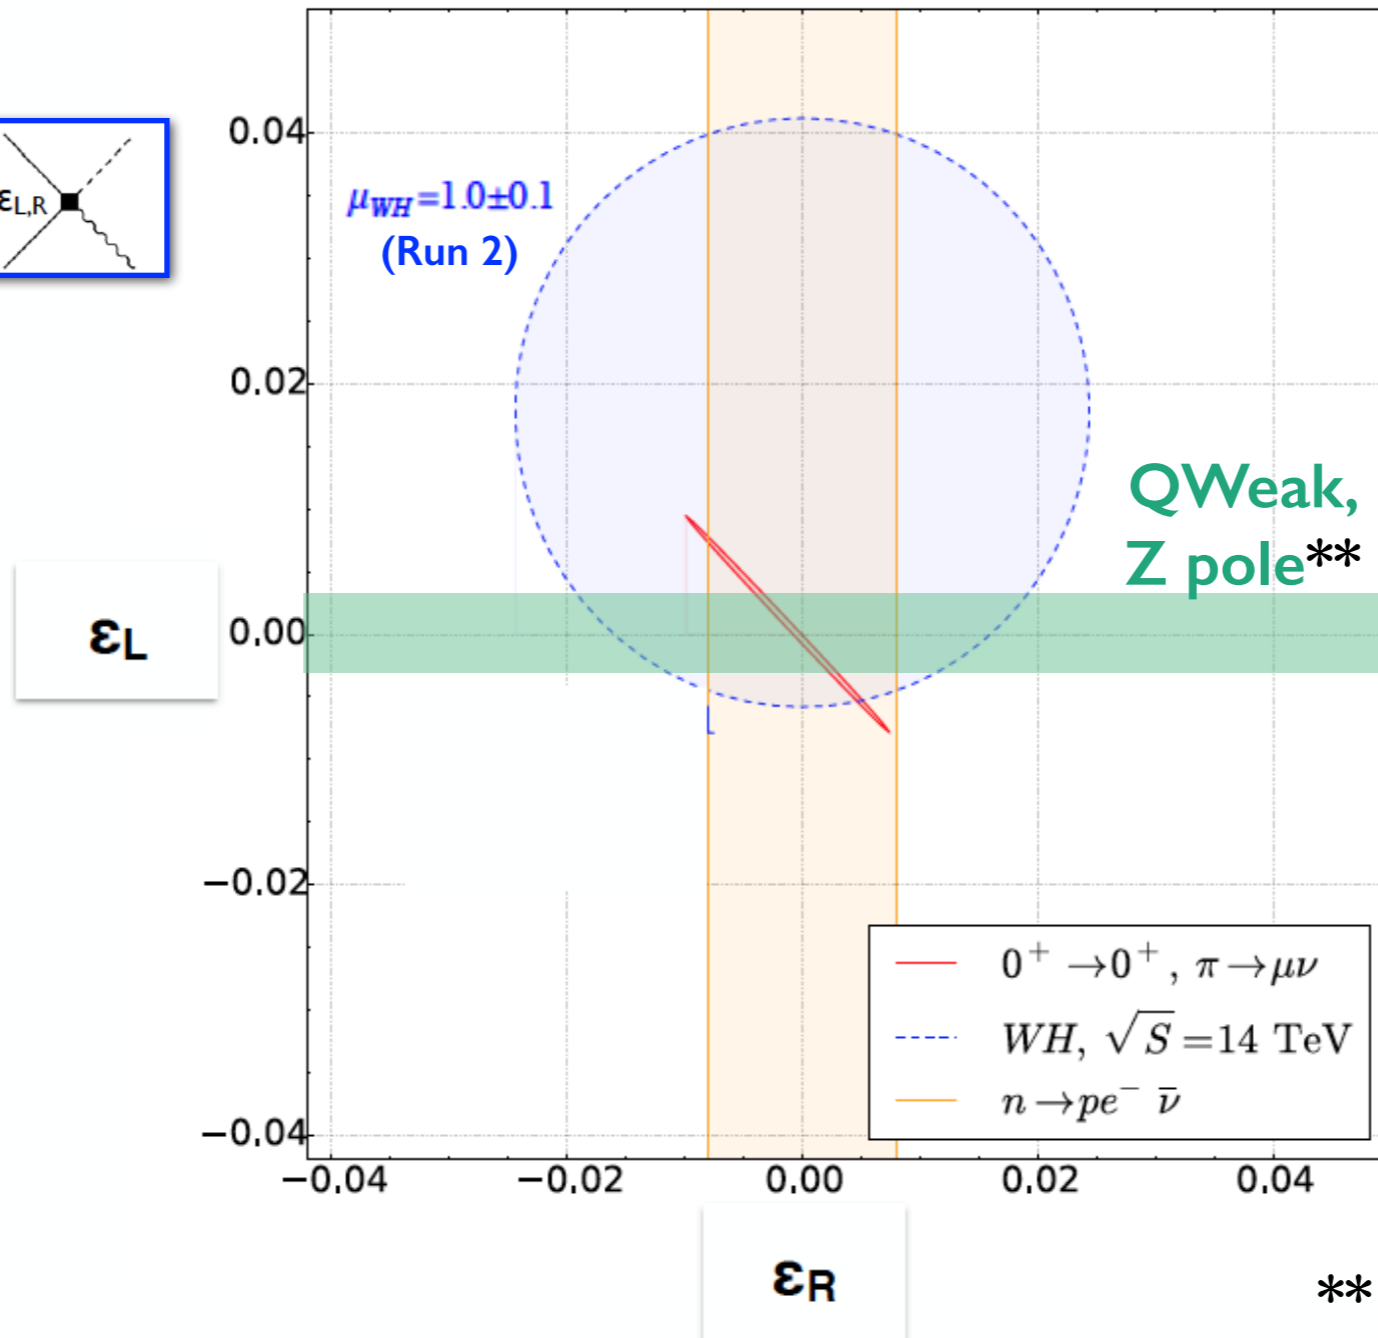 0.04
εL,R
μWH=1.0±0.1
(Run 2)
0.02
QWeak,
Z pole**
εL
0.00
−0.02
0⁺ →0⁺, π→μν
WH, √S=14 TeV
n→pe⁻ ν̄
−0.04
−0.04 −0.02 0.00 0.02 0.04
εR
**